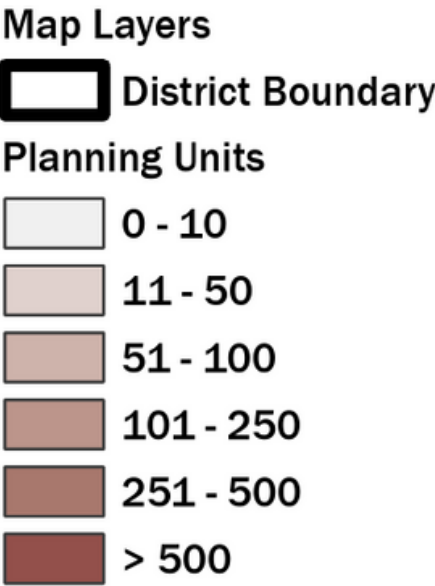 Map Layers
District Boundary
Planning Units
0 - 10
11 - 50
51 - 100
101 - 250
251 - 500
> 500